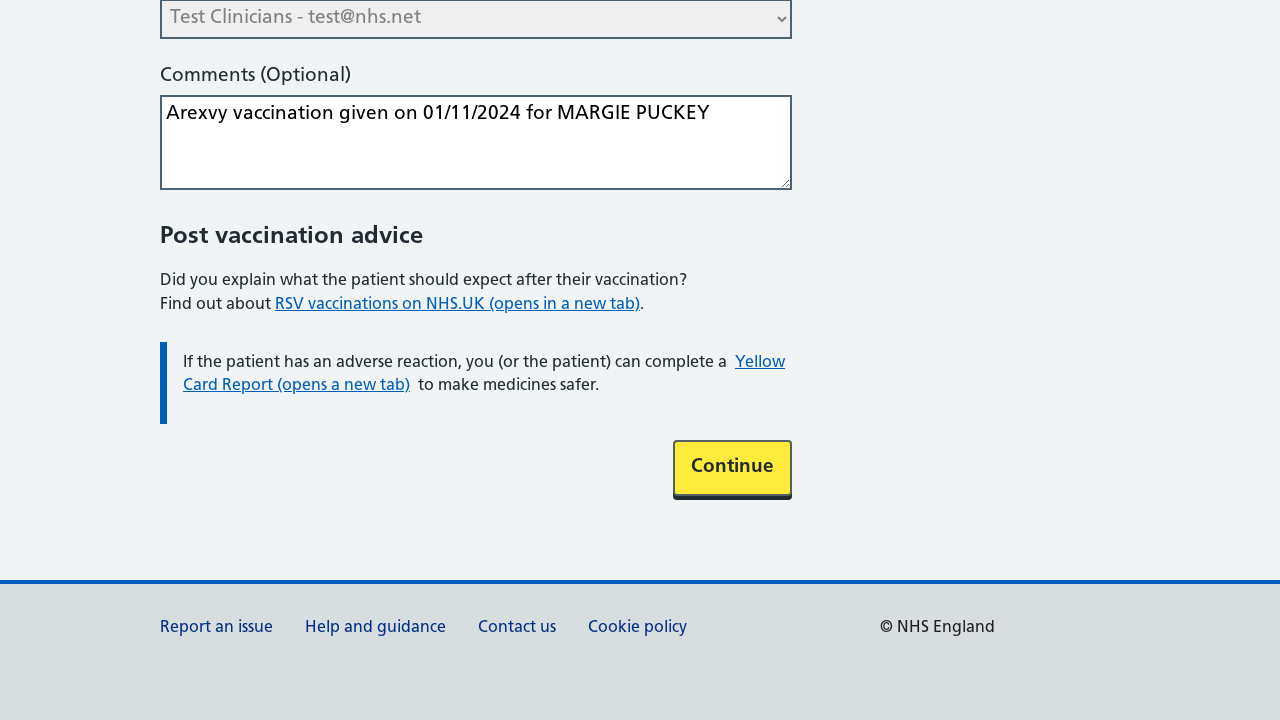 Test Clinicians - test@nhs.net
Comments (Optional)
Arexvy vaccination given on 01/11/2024 for MARGIE PUCKEY
Post vaccination advice
Did you explain what the patient should expect after their vaccination?
Find out about RSV vaccinations on NHS.UK (opens in a new tab).
If the patient has an adverse reaction, you (or the patient) can complete a Yellow
Card Report (opens a new tab) to make medicines safer.
Continue
Report an issue Help and guidance Contact us Cookie policy © NHS England